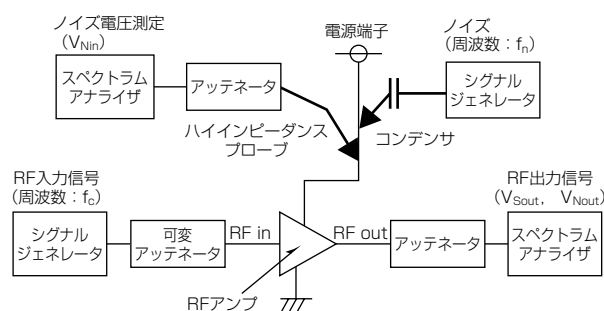 ノイズ電圧測定
(VNin)
スペクトラム
アナライザ
アッテネータ
ハイインピーダンス
プローブ
電源端子
ノイズ
(周波数：fn)
シグナル
ジェネレータ
コンデンサ
RF入力信号
(周波数：fc)
シグナル
ジェネレータ
可変
アッテネータ
RF in
RFアンプ
RF out
アッテネータ
RF出力信号
(VSout, VNout)
スペクトラム
アナライザ